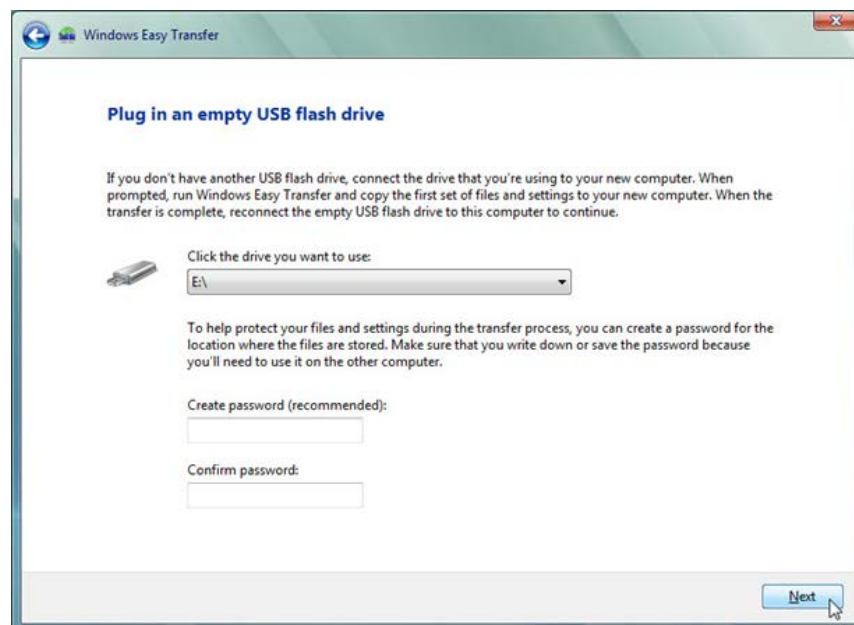 Windows Easy Transfer
Plug in an empty USB flash drive
If you don't have another USB flash drive, connect the drive that you're using to your new computer. When
prompted, run Windows Easy Transfer and copy the first set of files and settings to your new computer. When the
transfer is complete, reconnect the empty USB flash drive to this computer to continue.
Click the drive you want to use:
E:\
To help protect your files and settings during the transfer process, you can create a password for the
location where the files are stored. Make sure that you write down or save the password because
you'll need to use it on the other computer.
Create password (recommended):
Confirm password:
Next